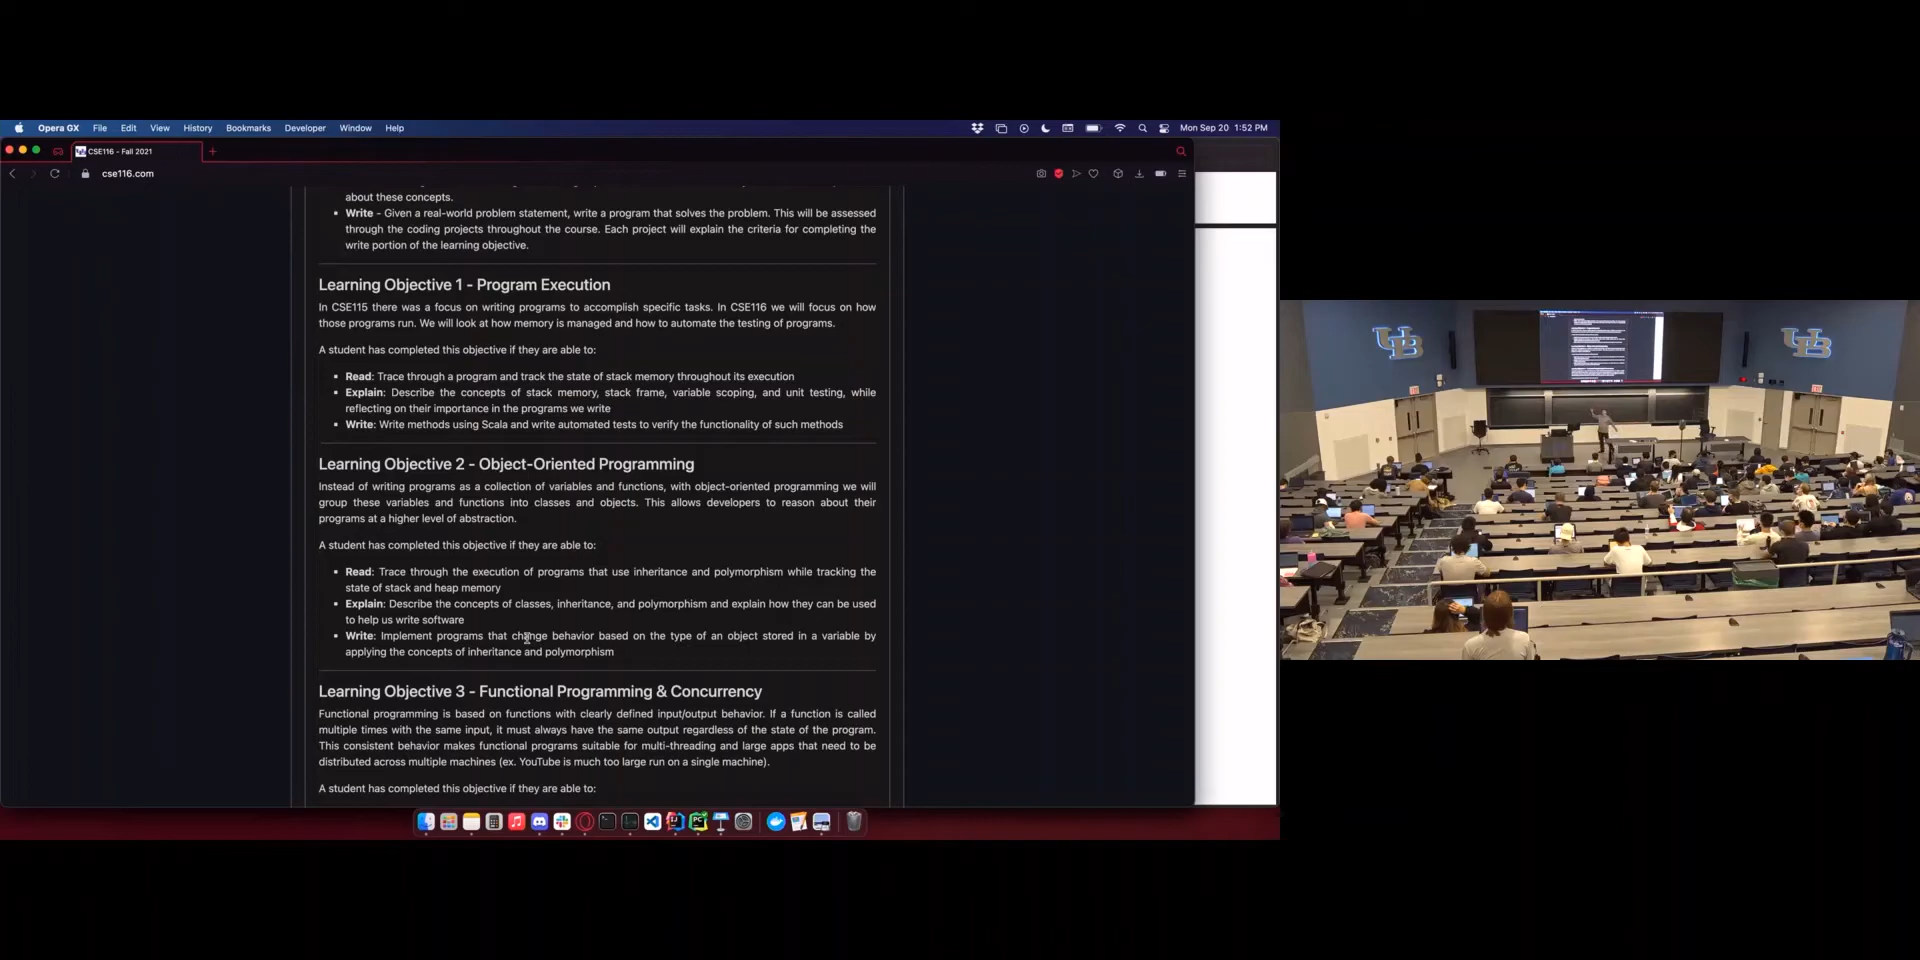 Opera GX File Edit View History Bookmarks Developer Window Help Mon Sep 20 1:52 PM
CSE116 - Fall 2021
cse116.com
about these concepts.
Write - Given a real-world problem statement, write a program that solves the problem. This will be assessed
through the coding projects throughout the course. Each project will explain the criteria for completing the
write portion of the learning objective.
Learning Objective 1 - Program Execution
In CSE115 there was a focus on writing programs to accomplish specific tasks. In CSE116 we will focus on how
those programs run. We will look at how memory is managed and how to automate the testing of programs.
A student has completed this objective if they are able to:
Read: Trace through a program and track the state of stack memory throughout its execution
Explain: Describe the concepts of stack memory, stack frame, variable scoping, and unit testing, while
reflecting on their importance in the programs we write
Write: Write methods using Scala and write automated tests to verify the functionality of such methods
Learning Objective 2 - Object-Oriented Programming
Instead of writing programs as a collection of variables and functions, with object-oriented programming we will
group these variables and functions into classes and objects. This allows developers to reason about their
programs at a higher level of abstraction.
A student has completed this objective if they are able to:
Read: Trace through the execution of programs that use inheritance and polymorphism while tracking the
state of stack and heap memory
Explain: Describe the concepts of classes, inheritance, and polymorphism and explain how they can be used
to help us write software
Write: Implement programs that change behavior based on the type of an object stored in a variable by
applying the concepts of inheritance and polymorphism
Learning Objective 3 - Functional Programming & Concurrency
Functional programming is based on functions with clearly defined input/output behavior. If a function is called
multiple times with the same input, it must always have the same output regardless of the state of the program.
This consistent behavior makes functional programs suitable for multi-threading and large apps that need to be
distributed across multiple machines (ex. YouTube is much too large run on a single machine).
A student has completed this objective if they are able to:
UB
UB